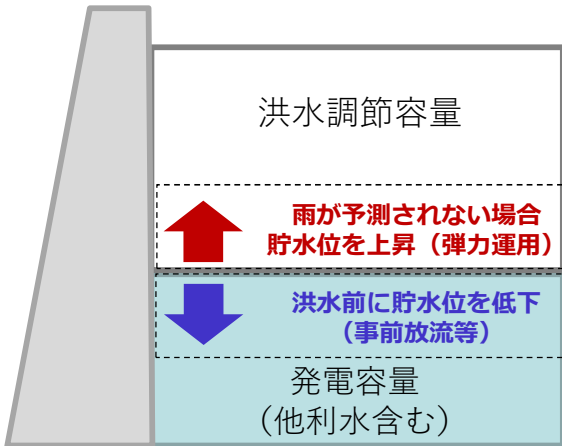 洪水調節容量
雨が予測されない場合
貯水位を上昇（弾力運用）
洪水前に貯水位を低下
（事前放流等）
発電容量
（他利水含む）